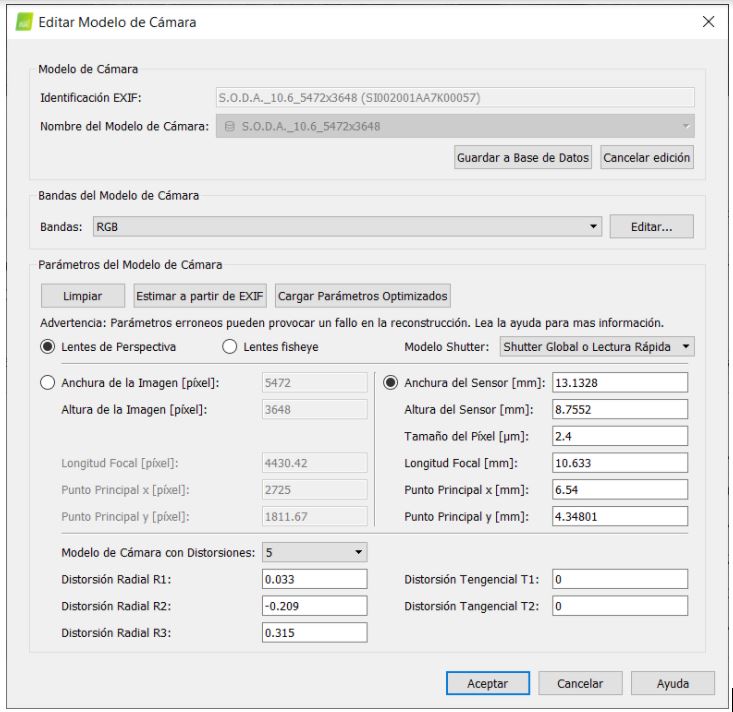 Editar Modelo de Cámara
Modelo de Cámara
Identificación EXIF: S.O.D.A._10.6_5472x3648 (SI002001AA7K00057)
Nombre del Modelo de Cámara: S.O.D.A._10.6_5472x3648
Guardar a Base de Datos Cancelar edición
Bandas del Modelo de Cámara
Bandas: RGB Editar...
Parámetros del Modelo de Cámara
Limpiar Estimar a partir de EXIF Cargar Parámetros Optimizados
Advertencia: Parámetros erroneos pueden provocar un fallo en la reconstrucción. Lea la ayuda para mas información.
Lentes de Perspectiva Lentes fisheye Modelo Shutter: Shutter Global o Lectura Rápida
Anchura de la Imagen [píxel]: 5472 Anchura del Sensor [mm]: 13.1328
Altura de la Imagen [píxel]: 3648 Altura del Sensor [mm]: 8.7552
Tamaño del Píxel [µm]: 2.4
Longitud Focal [píxel]: 4430.42 Longitud Focal [mm]: 10.633
Punto Principal x [píxel]: 2725 Punto Principal x [mm]: 6.54
Punto Principal y [píxel]: 1811.67 Punto Principal y [mm]: 4.34801
Modelo de Cámara con Distorsiones: 5
Distorsión Radial R1: 0.033 Distorsión Tengencial T1: 0
Distorsión Radial R2: -0.209 Distorsión Tangencial T2: 0
Distorsión Radial R3: 0.315
Aceptar Cancelar Ayuda